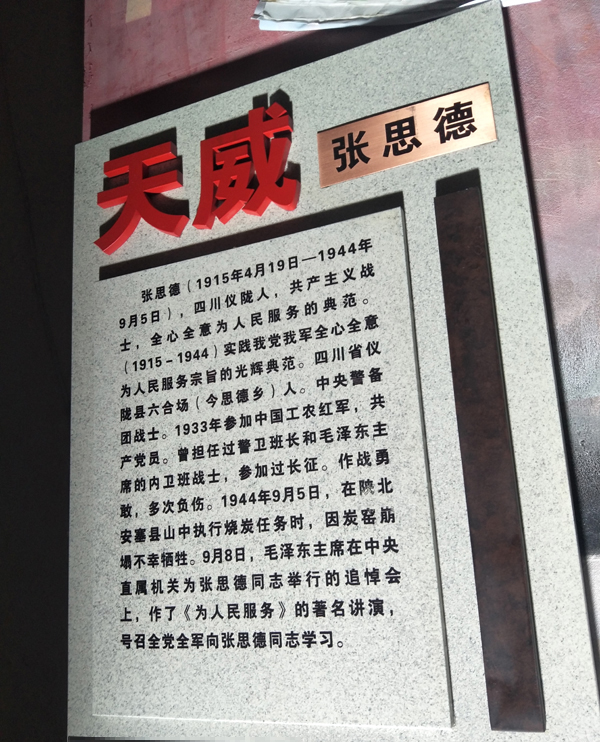 天威
张思德
张思德（1915年4月19日—1944年
9月5日），四川仪陇人，共产主义战
士，全心全意为人民服务的典范。
（1915－1944）实践我党我军全心全意
为人民服务宗旨的光辉典范。四川省仪
陇县六合场（今思德乡）人。中央警备
团战士。1933年参加中国工农红军，共
产党员。曾担任过警卫班长和毛泽东主
席的内卫班战士，参加过长征。作战勇
敢，多次负伤。1944年9月5日，在陕北
安塞县山中执行烧炭任务时，因炭窑崩
塌不幸牺牲。9月8日，毛泽东主席在中央
直属机关为张思德同志举行的追悼会
上，作了《为人民服务》的著名讲演，
号召全党全军向张思德同志学习。